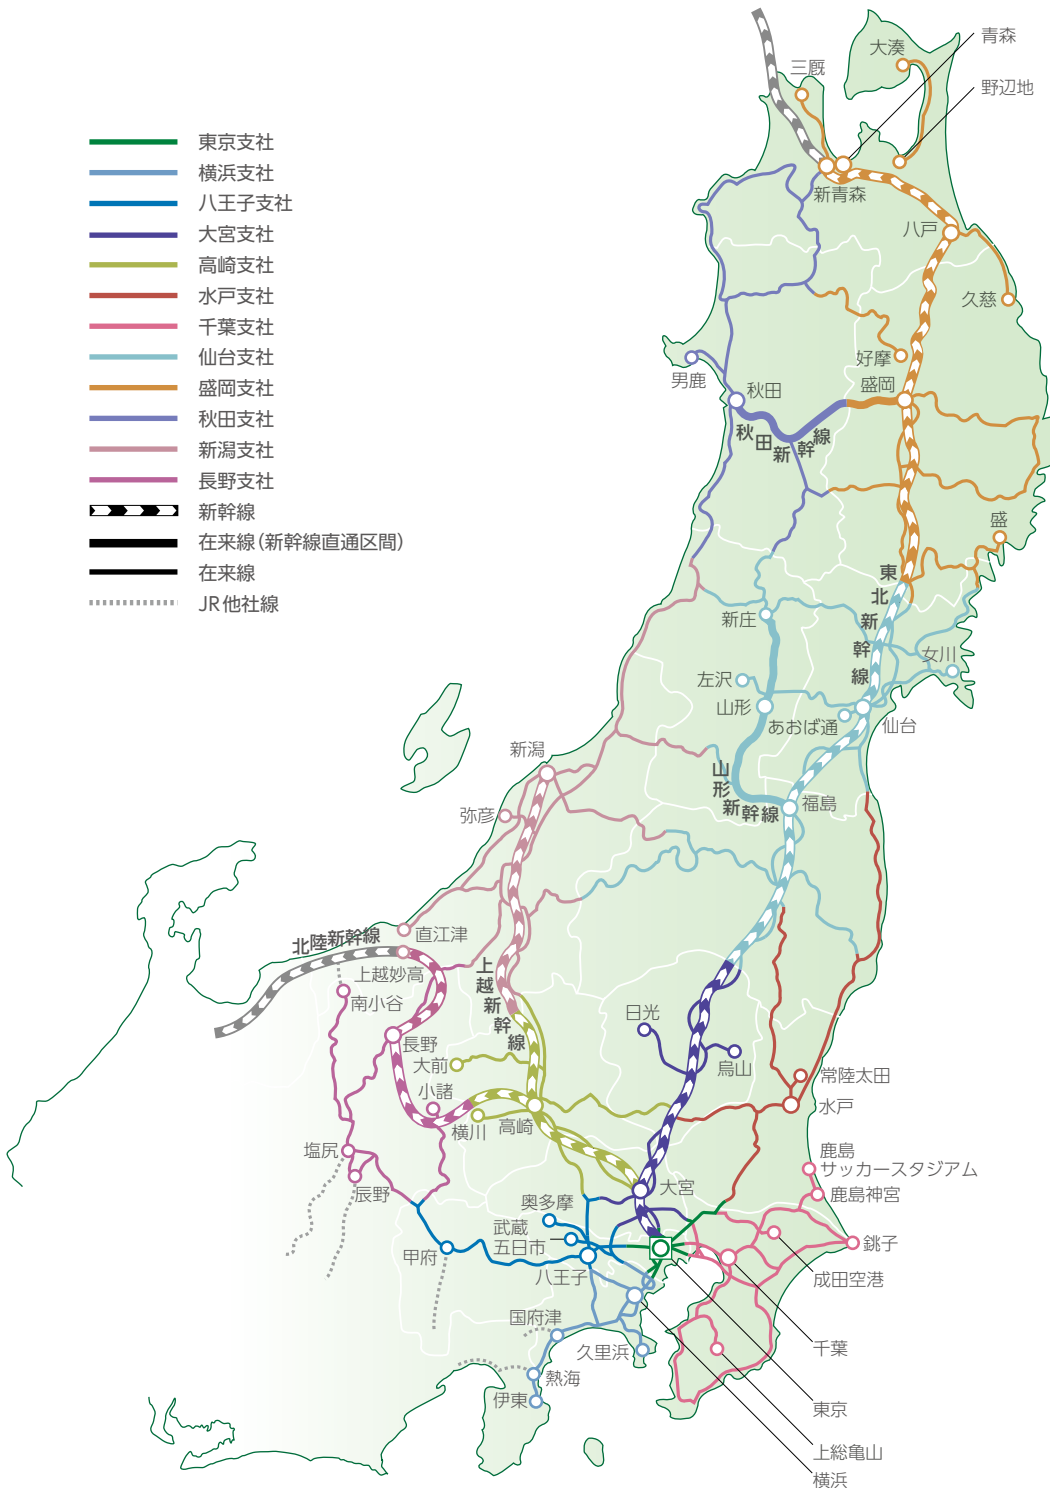 東京支社
横浜支社
八王子支社
大宮支社
高崎支社
水戸支社
千葉支社
仙台支社
盛岡支社
秋田支社
新潟支社
長野支社
新幹線
在来線(新幹線直通区間)
在来線
JR他社線
大湊
青森
三厩
野辺地
新青森
八戸
久慈
好摩
男鹿
盛岡
秋田
秋田新幹線
盛
東北新幹線
新庄
女川
左沢
山形
あおば通
仙台
新潟
山形新幹線
福島
弥彦
直江津
北陸新幹線
上越妙高
上越新幹線
南小谷
日光
長野
大前
烏山
小諸
常陸太田
横川
高崎
水戸
塩尻
鹿島
サッカースタジアム
辰野
大宮
鹿島神宮
奥多摩
武蔵
五日市
甲府
銚子
八王子
成田空港
国府津
久里浜
千葉
熱海
伊東
東京
上総亀山
横浜